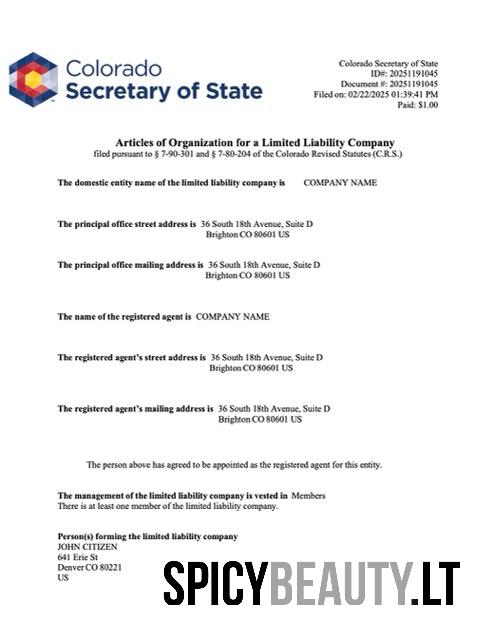 Colorado
Secretary of State
Colorado Secretary of State
ID#: 20251191045
Document #: 20251191045
Filed on: 02/22/2025 01:39:41 PM
Paid: $1.00
Articles of Organization for a Limited Liability Company
filed pursuant to § 7-90-301 and § 7-80-204 of the Colorado Revised Statutes (C.R.S.)
The domestic entity name of the limited liability company is COMPANY NAME
The principal office street address is 36 South 18th Avenue, Suite D
Brighton CO 80601 US
The principal office mailing address is 36 South 18th Avenue, Suite D
Brighton CO 80601 US
The name of the registered agent is COMPANY NAME
The registered agent's street address is 36 South 18th Avenue, Suite D
Brighton CO 80601 US
The registered agent's mailing address is 36 South 18th Avenue, Suite D
Brighton CO 80601 US
The person above has agreed to be appointed as the registered agent for this entity.
The management of the limited liability company is vested in Members
There is at least one member of the limited liability company.
Person(s) forming the limited liability company
JOHN CITIZEN
641 Erie St
Denver CO 80221
US
SPICYBEAUTY.LT